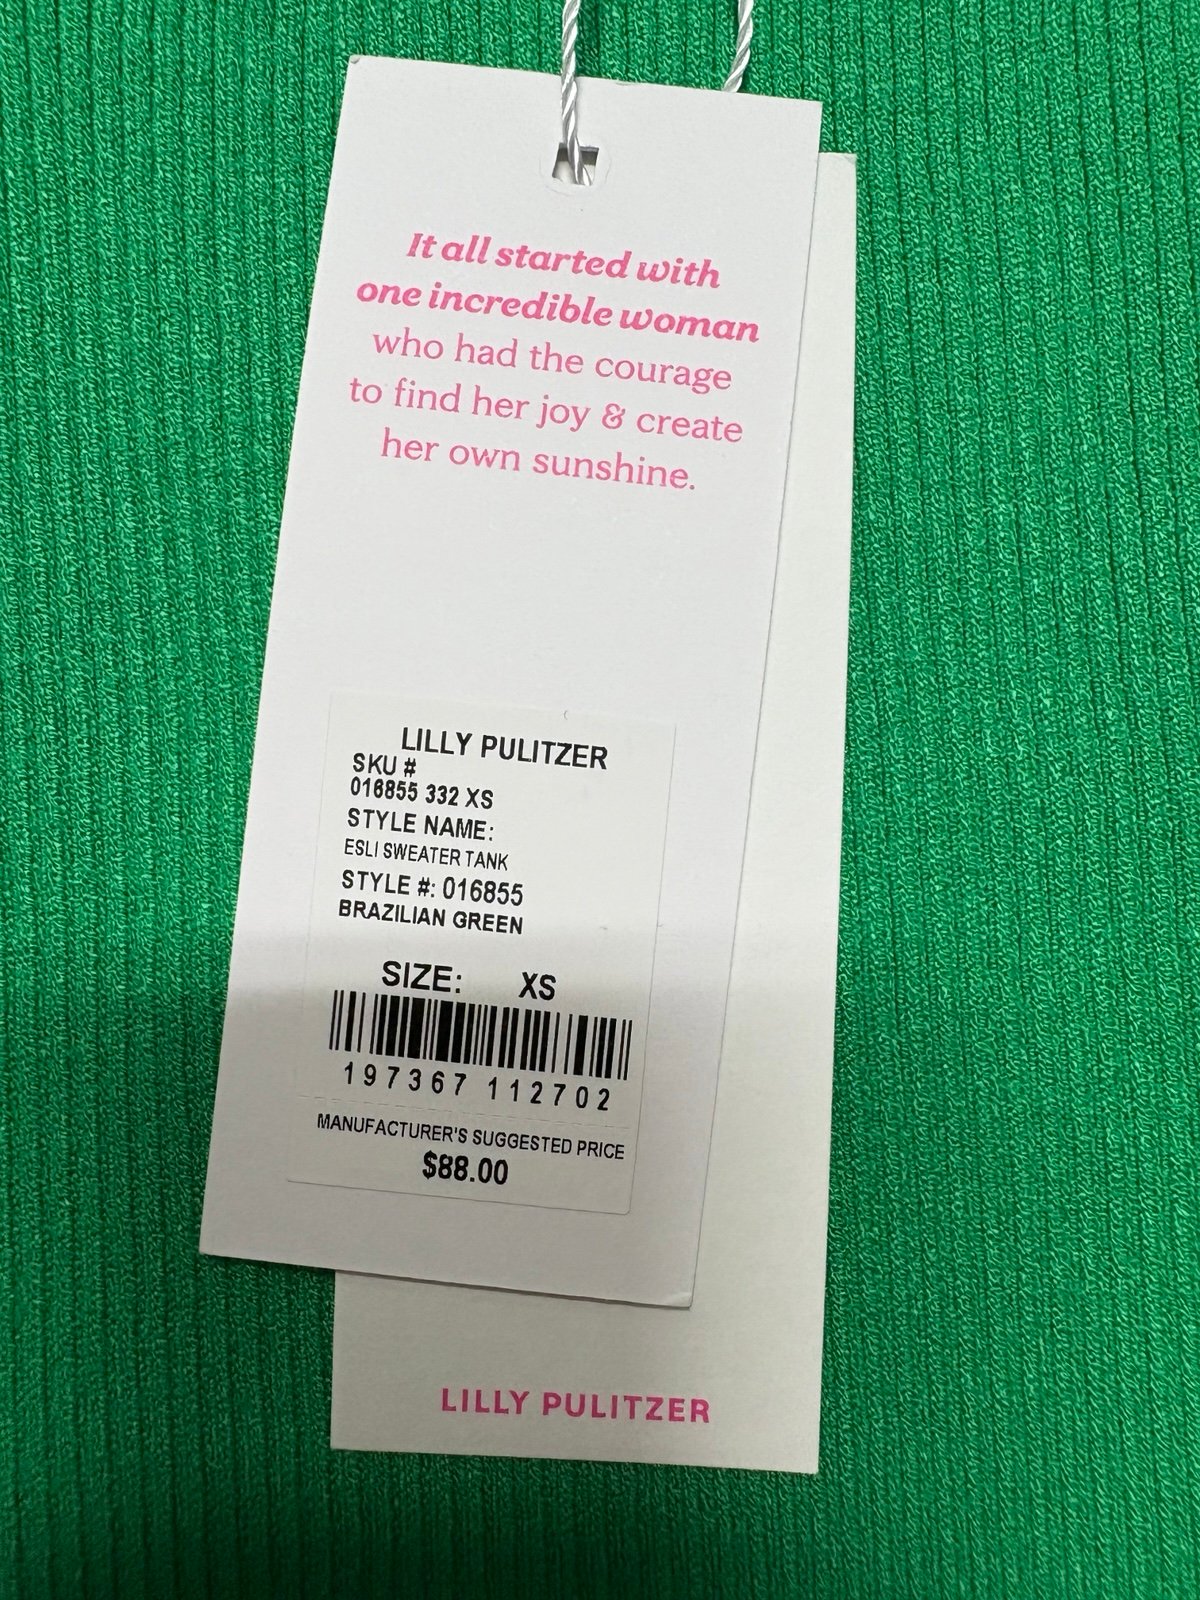 It all started with
one incredible woman
who had the courage
to find her joy & create
her own sunshine.
LILLY PULITZER
SKU #
016855 332 XS
STYLE NAME:
ESLI SWEATER TANK
STYLE #: 016855
BRAZILIAN GREEN
SIZE: XS
197367 112702
MANUFACTURER'S SUGGESTED PRICE
$88.00
LILLY PULITZER